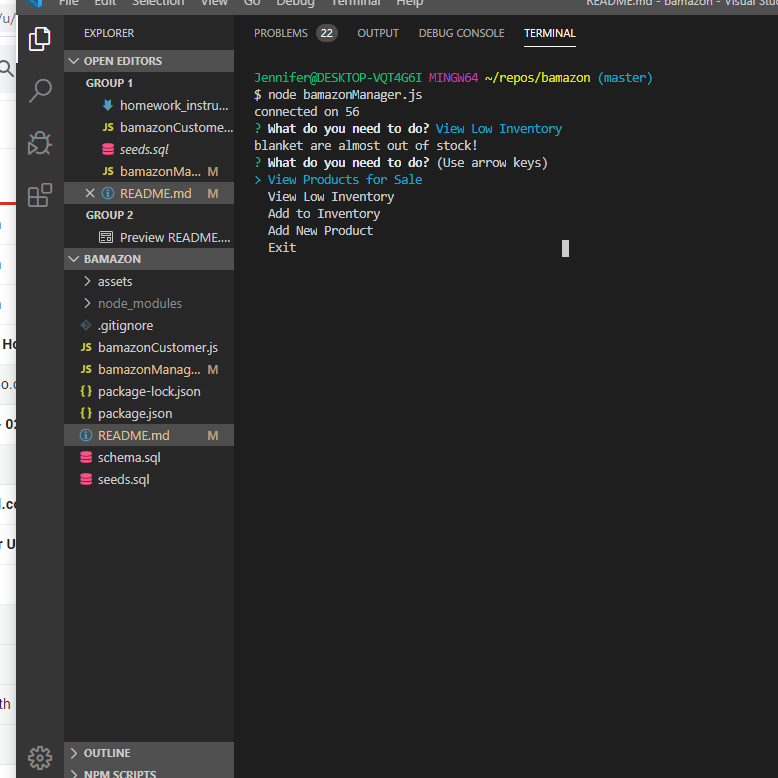 File Edit Selection View Go Debug Terminal Help README.md - bamazon - Visual Stud
/u/
EXPLORER
PROBLEMS 22 OUTPUT DEBUG CONSOLE TERMINAL
OPEN EDITORS
GROUP 1
homework_instru...
JS bamazonCustome...
seeds.sql
JS bamazonMa... M
README.md M
GROUP 2
Preview README....
BAMAZON
assets
node_modules
.gitignore
JS bamazonCustomer.js
JS bamazonManag... M
{} package-lock.json
{} package.json
README.md M
schema.sql
seeds.sql
OUTLINE
NPM SCRIPTS
Jennifer@DESKTOP-VQT4G6I MINGW64 ~/repos/bamazon (master)
$ node bamazonManager.js
connected on 56
? What do you need to do? View Low Inventory
blanket are almost out of stock!
? What do you need to do? (Use arrow keys)
> View Products for Sale
View Low Inventory
Add to Inventory
Add New Product
Exit